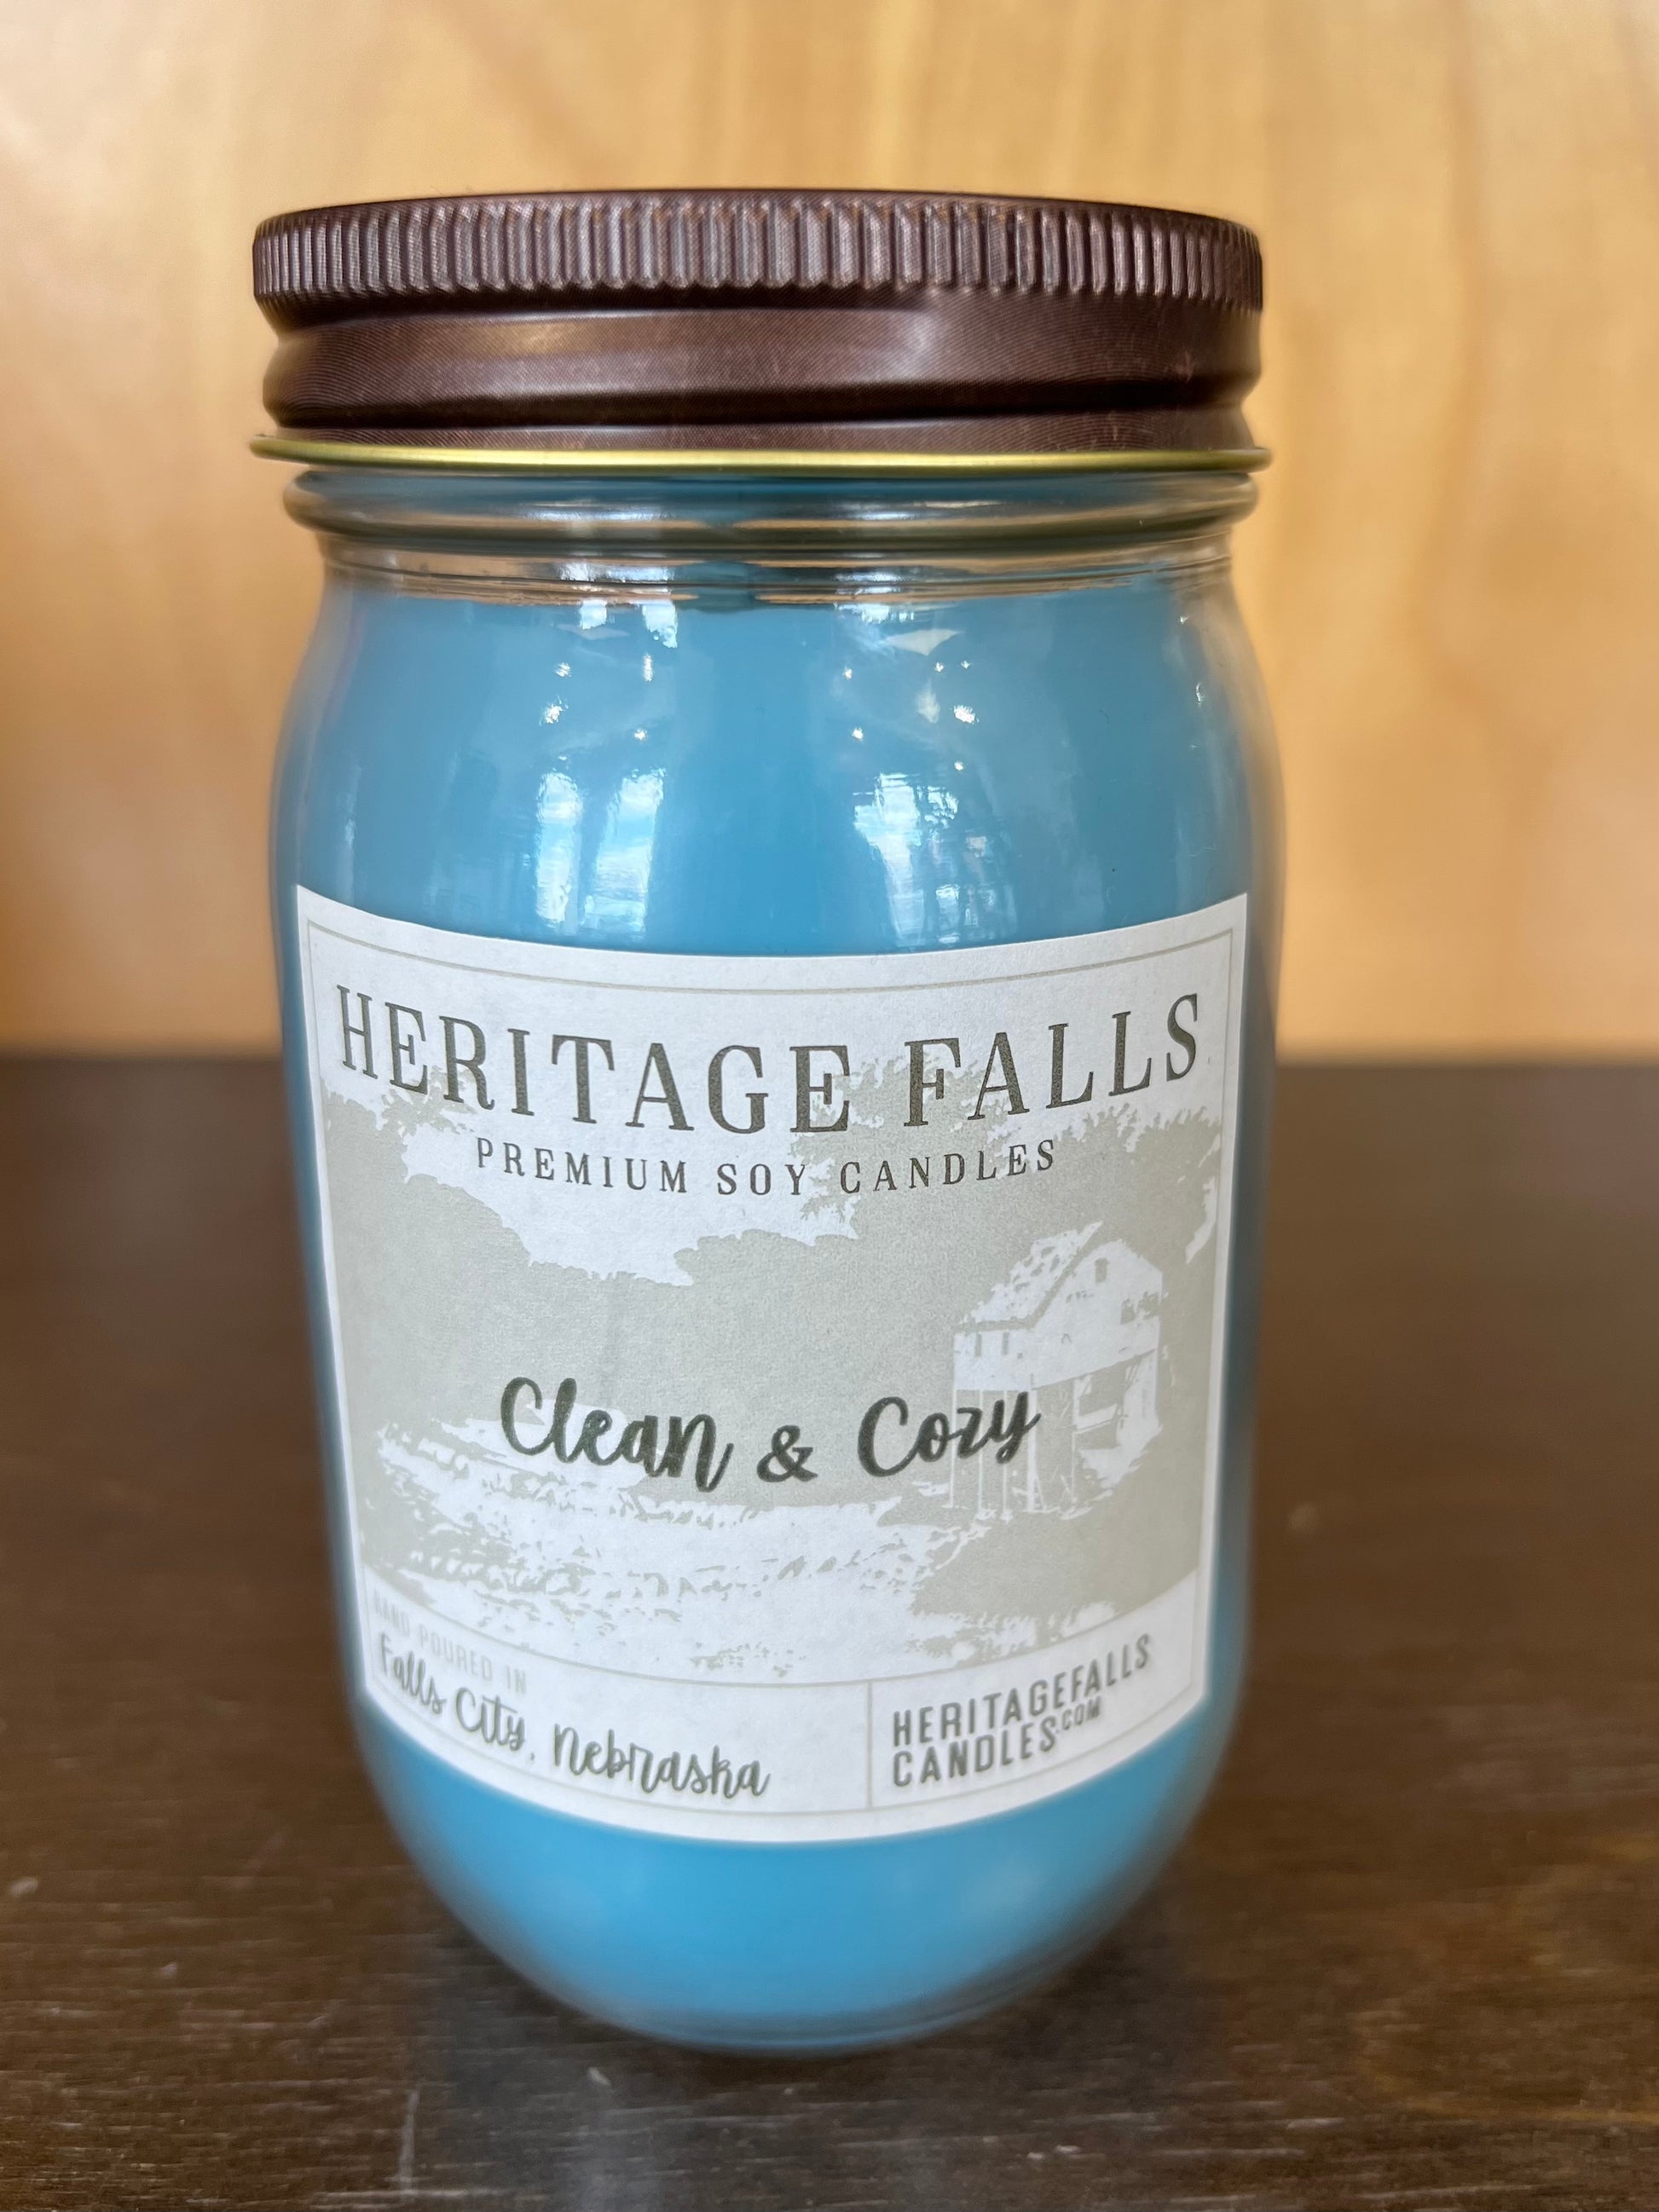 HERITAGE FALLS
PREMIUM SOY CANDLES
Clean & Cozy
HAND POURED IN
Falls City, Nebraska
HERITAGEFALLS
CANDLES.COM